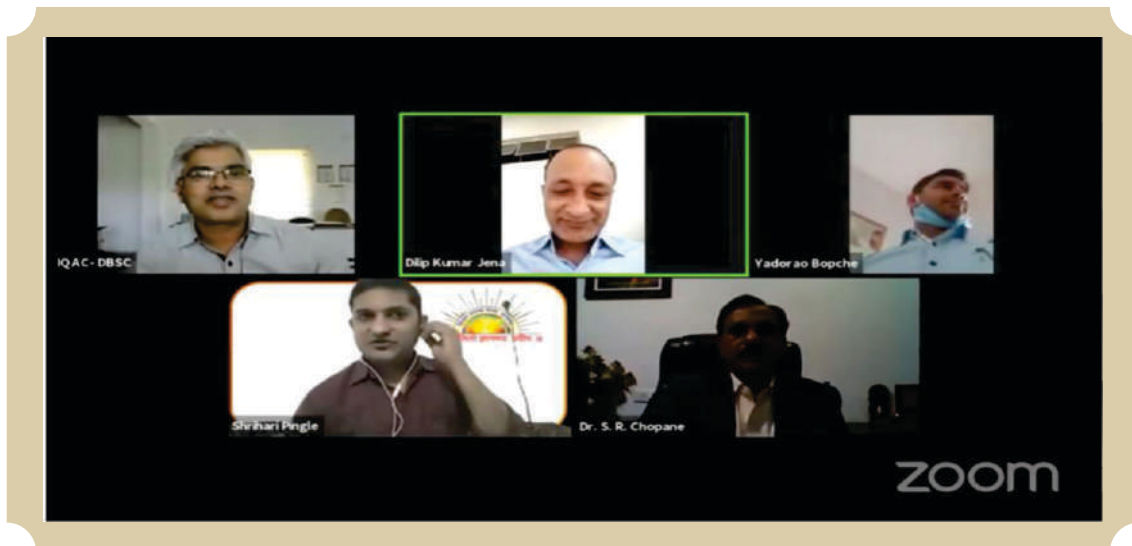 IQAC- DBSC
Dilip Kumar Jena
Yadorao Bopche
Shrihari Pingle
Dr. S. R. Chopane
zoom